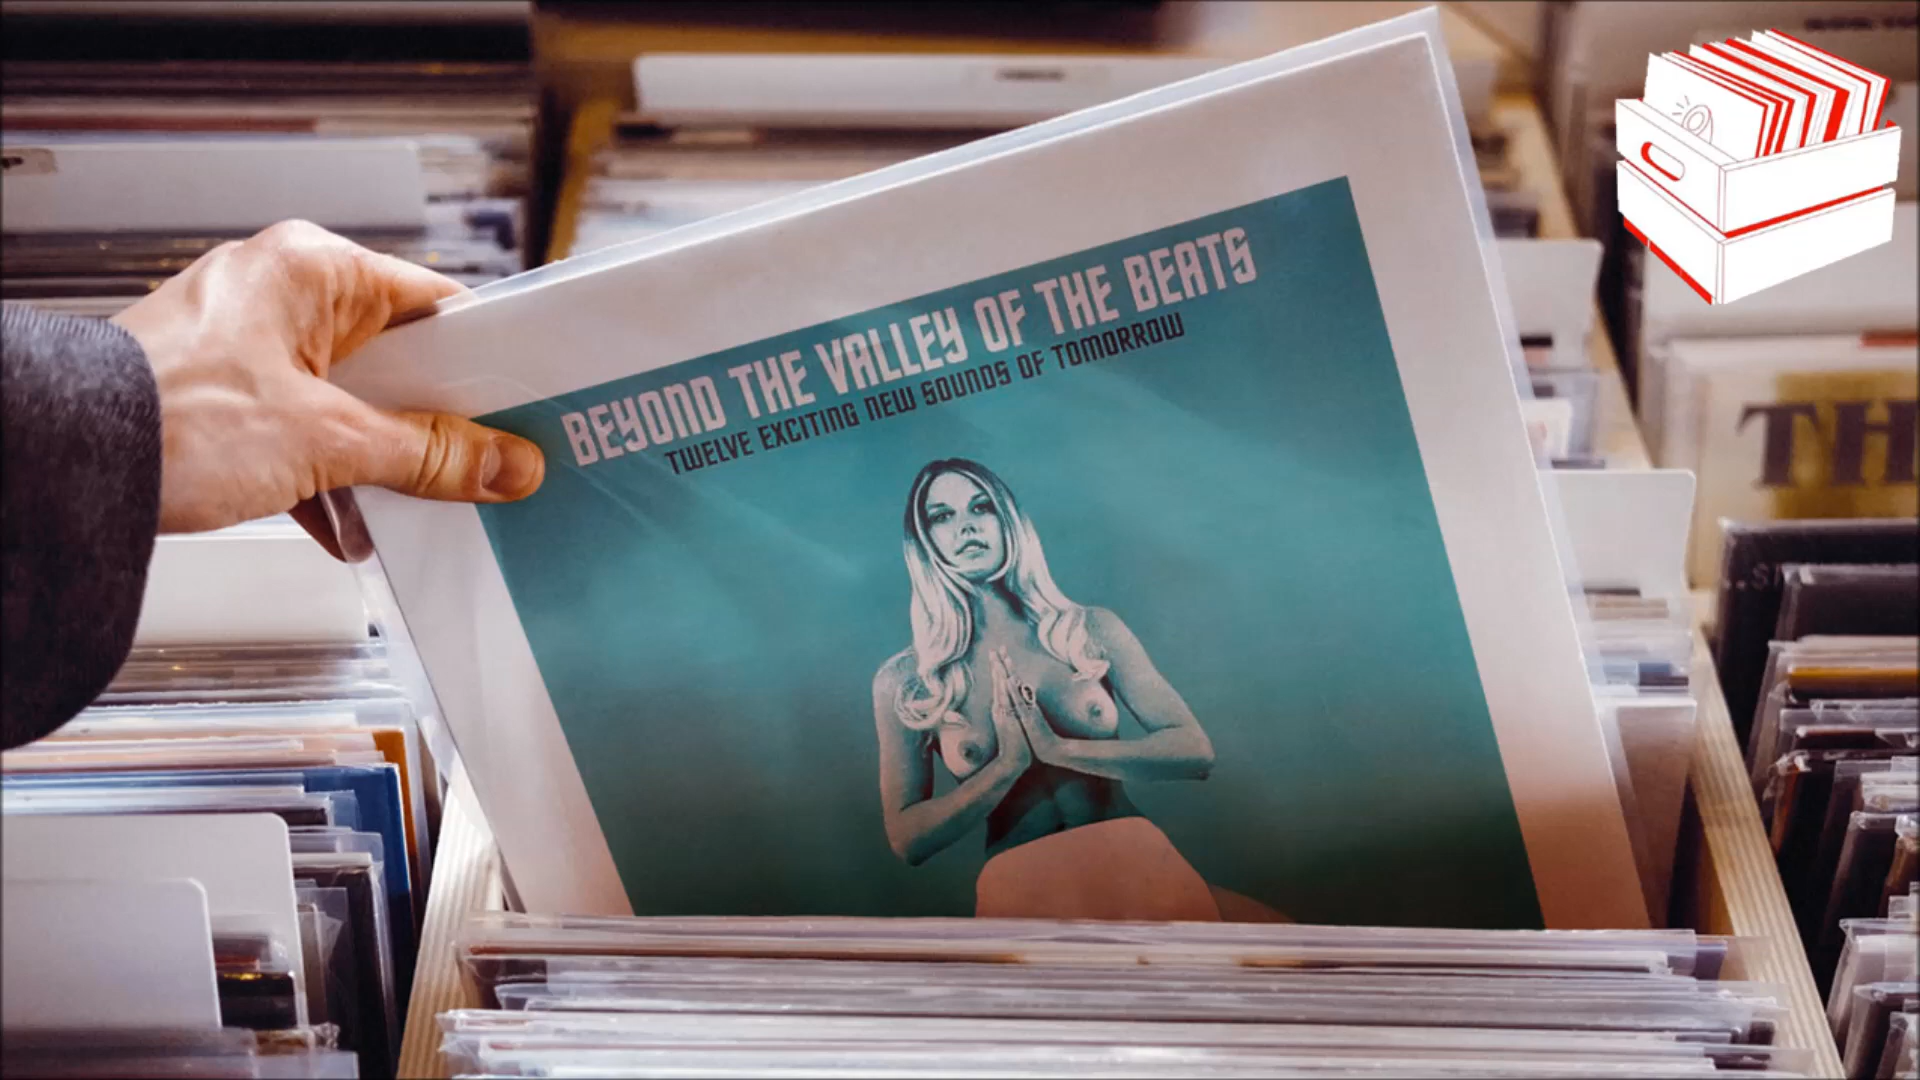 BEYOND THE VALLEY OF THE BEATS
TWELVE EXCITING NEW SOUNDS OF TOMORROW
TH